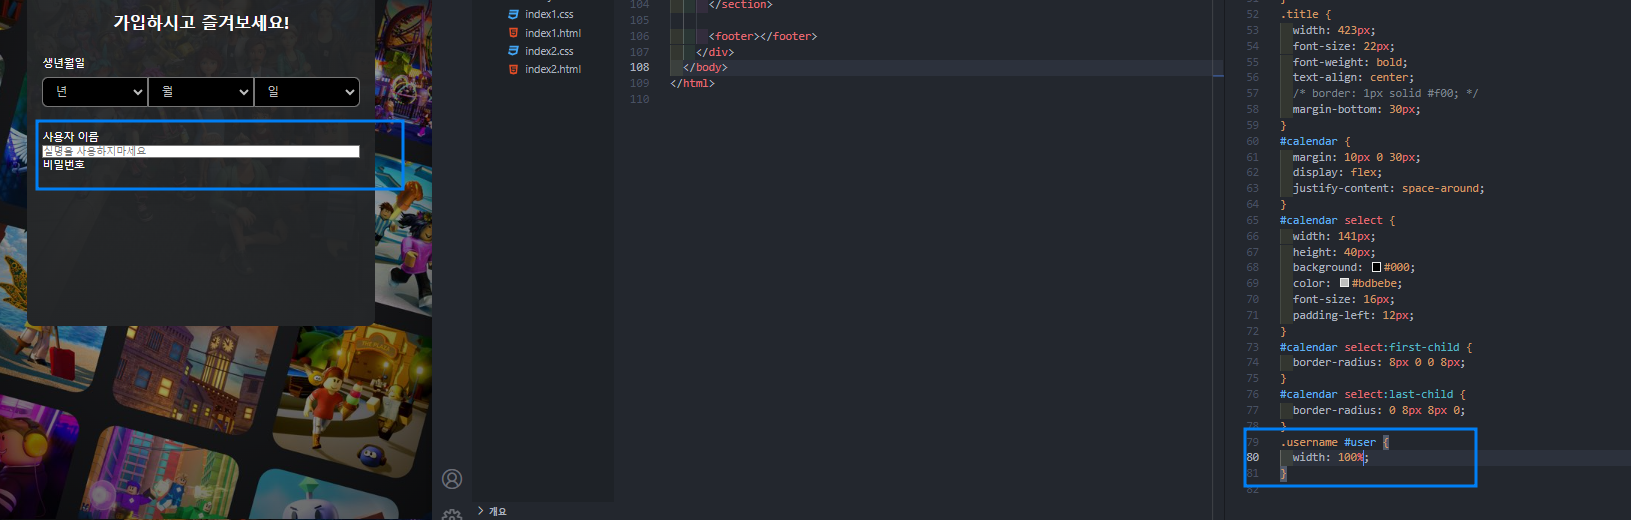 가입하시고 즐겨보세요!
생년월일
년 월 일
사용자 이름
실명을 사용하지마세요
비밀번호
index1.css
index1.html
index2.css
index2.html
개요
104 </section>
105
106 <footer></footer>
107 </div>
108 </body>
109 </html>
110
52 .title {
53 width: 423px;
54 font-size: 22px;
55 font-weight: bold;
56 text-align: center;
57 /* border: 1px solid #f00; */
58 margin-bottom: 30px;
59 }
60 #calendar {
61 margin: 10px 0 30px;
62 display: flex;
63 justify-content: space-around;
64 }
65 #calendar select {
66 width: 141px;
67 height: 40px;
68 background: #000;
69 color: #bdbebe;
70 font-size: 16px;
71 padding-left: 12px;
72 }
73 #calendar select:first-child {
74 border-radius: 8px 0 0 8px;
75 }
76 #calendar select:last-child {
77 border-radius: 0 8px 8px 0;
78 }
79 .username #user {
80 width: 100%;
81 }
82